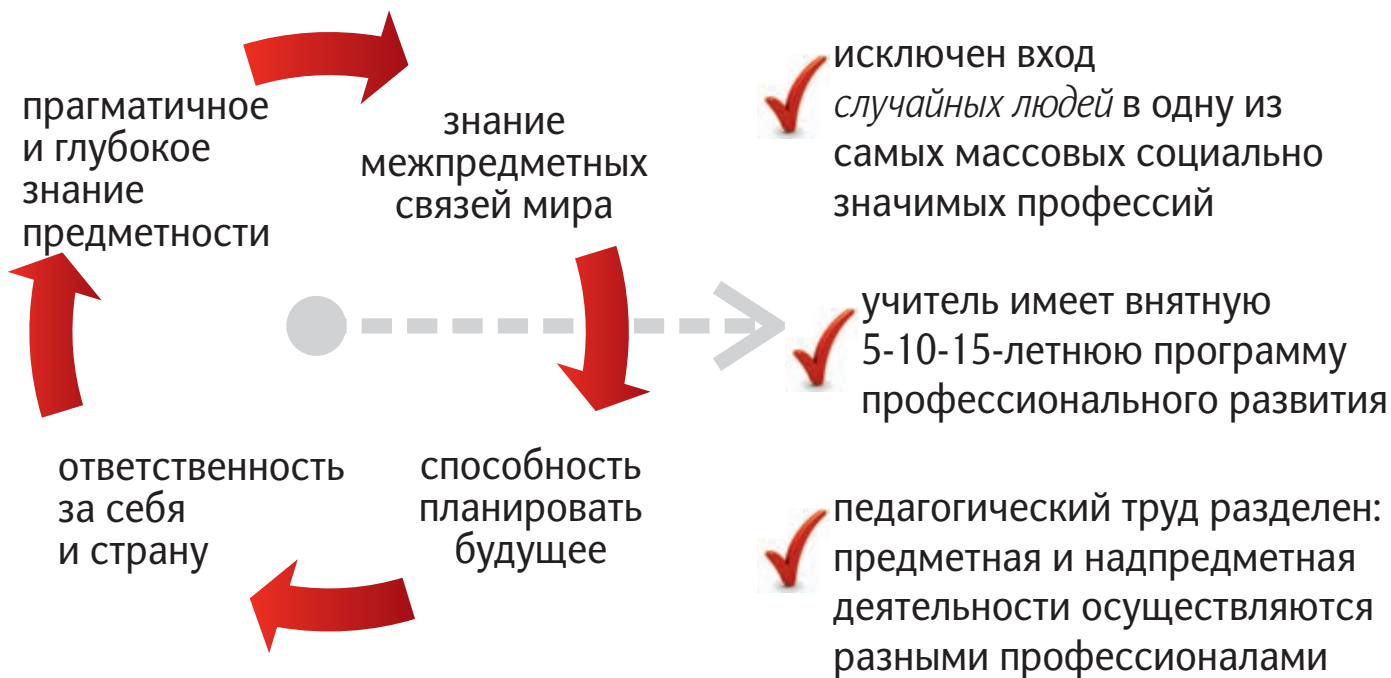 прагматичное
и глубокое
знание
предметности
знание
межпредметных
связей мира
способность
планировать
будущее
ответственность
за себя
и страну
исключен вход
случайных людей в одну из
самых массовых социально
значимых профессий
учитель имеет внятную
5-10-15-летнюю программу
профессионального развития
педагогический труд разделен:
предметная и надпредметная
деятельности осуществляются
разными профессионалами